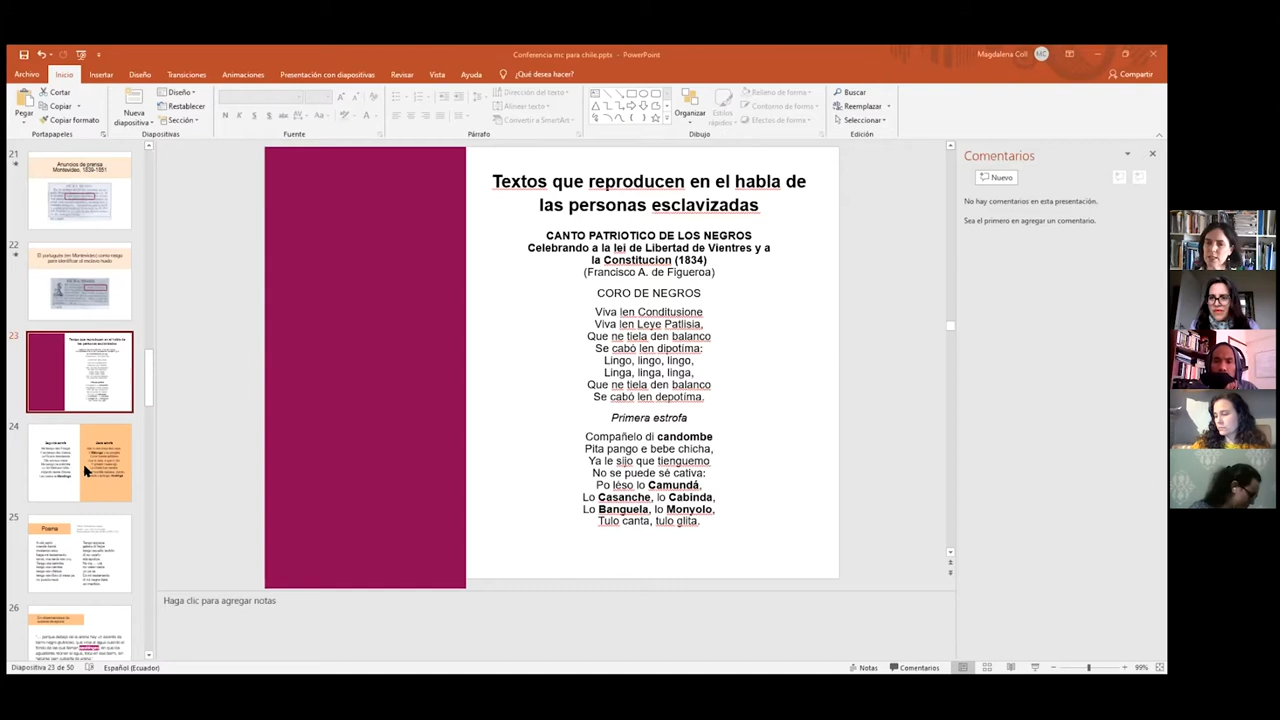 Conferencia mc para chile.pptx - PowerPoint
Magdalena Coll
MC
Archivo
Inicio
Insertar
Diseño
Transiciones
Animaciones
Presentación con diapositivas
Revisar
Vista
Ayuda
¿Qué desea hacer?
Compartir
Pegar
Cortar
Copiar
Copiar formato
Portapapeles
Nueva diapositiva
Diseño
Restablecer
Sección
Diapositivas
N K S S abc AV Aa A
Fuente
Dirección del texto
Alinear texto
Convertir a SmartArt
Párrafo
Organizar
Estilos rápidos
Relleno de forma
Contorno de forma
Efectos de forma
Dibujo
Buscar
Reemplazar
Seleccionar
Edición
21
Anuncios de prensa
Montevideo, 1839-1851
22
El portugués (en Montevideo) como rasgo
para identificar al esclavo huido
23
24
25
Poema
26
Textos que reproducen en el habla de
las personas esclavizadas
CANTO PATRIOTICO DE LOS NEGROS
Celebrando a la lei de Libertad de Vientres y a
la Constitucion (1834)
(Francisco A. de Figueroa)
CORO DE NEGROS
Viva len Conditusione
Viva len Leye Patlisia,
Que ne tiela den balanco
Se cabó len dipotima:
Lingo, lingo, lingo,
Linga, linga, linga,
Que ne tiela den balanco
Se cabó len depotíma.
Primera estrofa
Compañelo di candombe
Pita pango e bebe chicha,
Ya le sijo que tienguemo
No se puede sé cativa:
Po léso lo Camundá,
Lo Casanche, lo Cabinda,
Lo Banguela, lo Monyolo,
Tulo canta, tulo glita.
Comentarios
Nuevo
No hay comentarios en esta presentación.
Sea el primero en agregar un comentario.
Haga clic para agregar notas
Diapositiva 23 de 50
Español (Ecuador)
Notas
Comentarios
99%